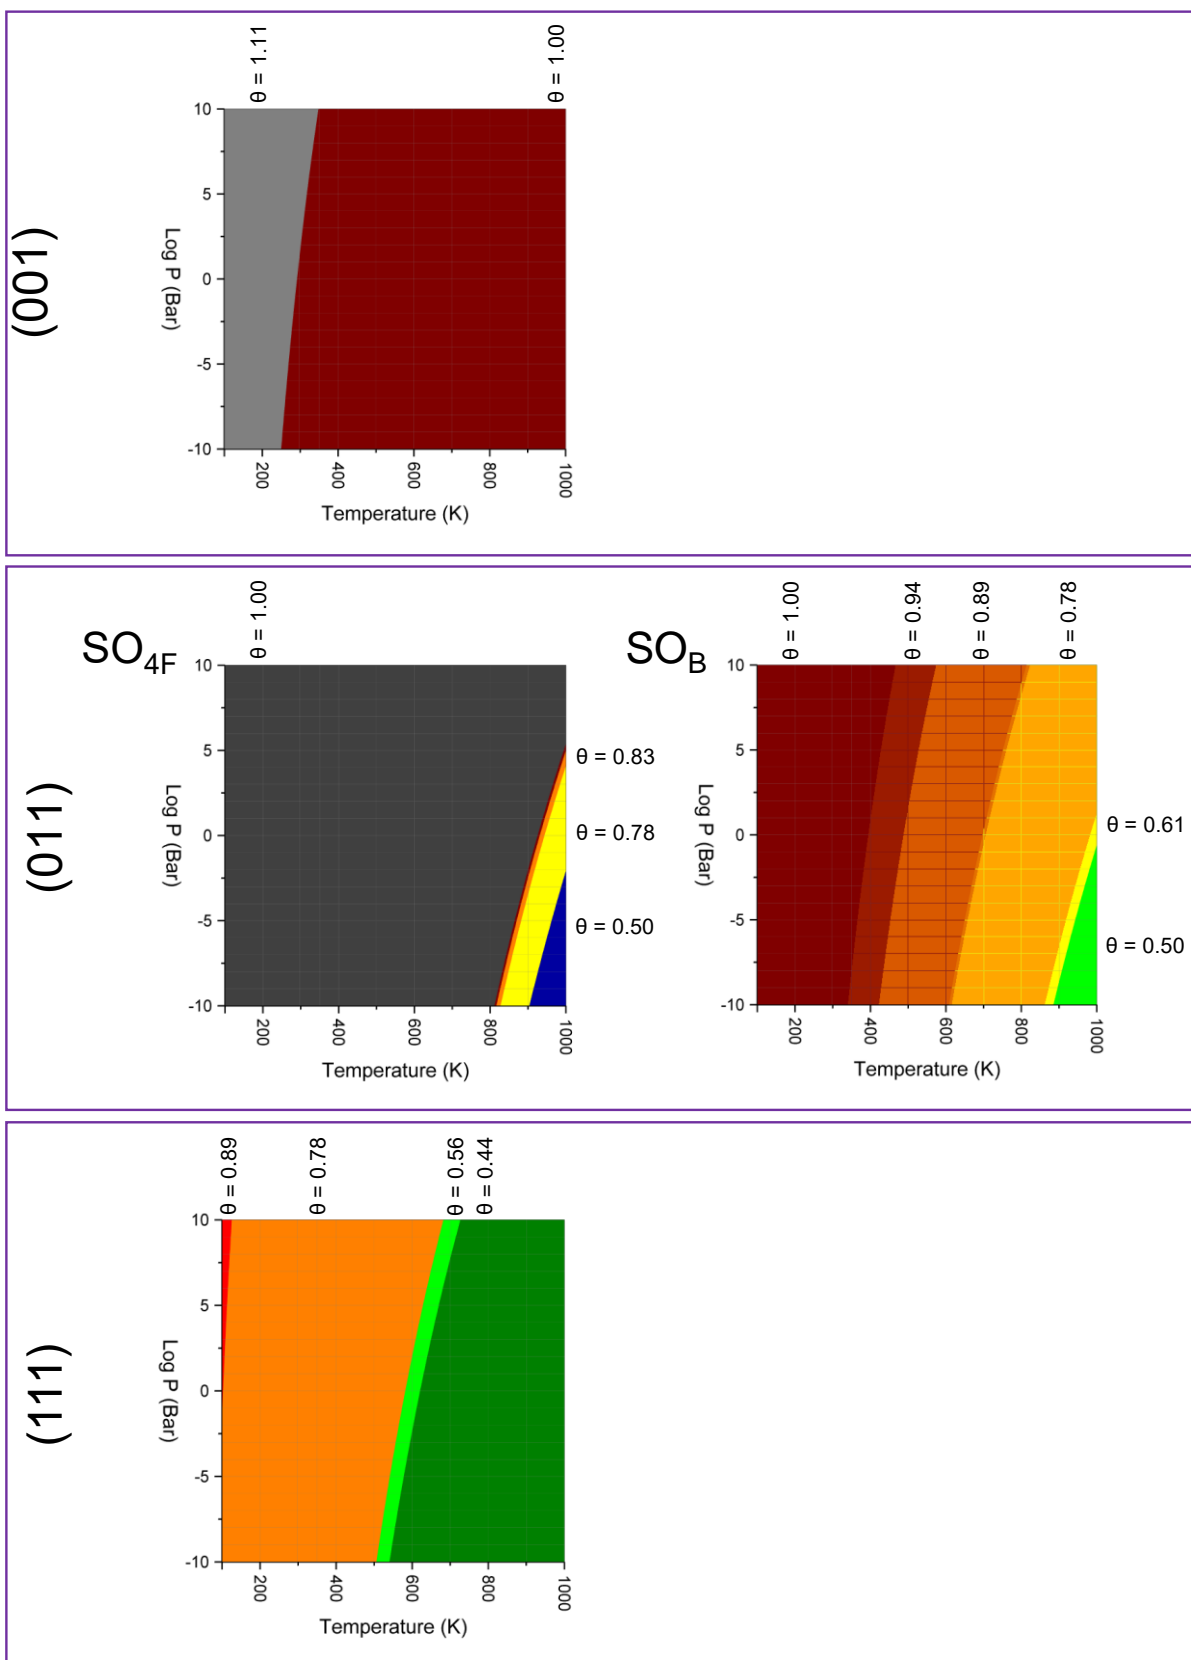 (001)
θ = 1.11
θ = 1.00
10
5
0
-5
-10
Log P (Bar)
200
400
600
800
1000
Temperature (K)
(011)
SO4F
θ = 1.00
10
5
0
-5
-10
Log P (Bar)
200
400
600
800
1000
Temperature (K)
θ = 0.83
θ = 0.78
θ = 0.50
SOB
θ = 1.00
θ = 0.94
θ = 0.89
θ = 0.78
10
5
0
-5
-10
Log P (Bar)
200
400
600
800
1000
Temperature (K)
θ = 0.61
θ = 0.50
(111)
θ = 0.89
θ = 0.78
θ = 0.56
θ = 0.44
10
5
0
-5
-10
Log P (Bar)
200
400
600
800
1000
Temperature (K)